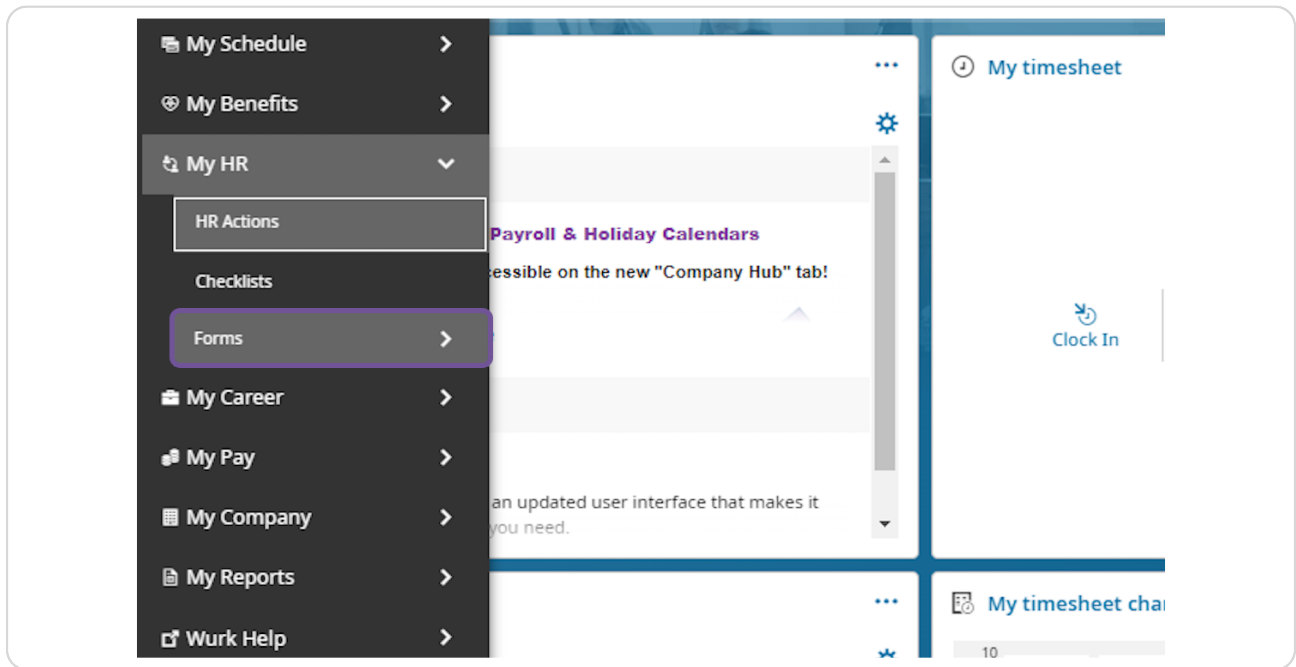 My Schedule
My Benefits
My HR
HR Actions
Checklists
Forms
My Career
My Pay
My Company
My Reports
Wurk Help
Payroll & Holiday Calendars
on the new "Company Hub" tab!
an updated user interface that makes it
you need.
My timesheet
Clock In
My timesheet
10